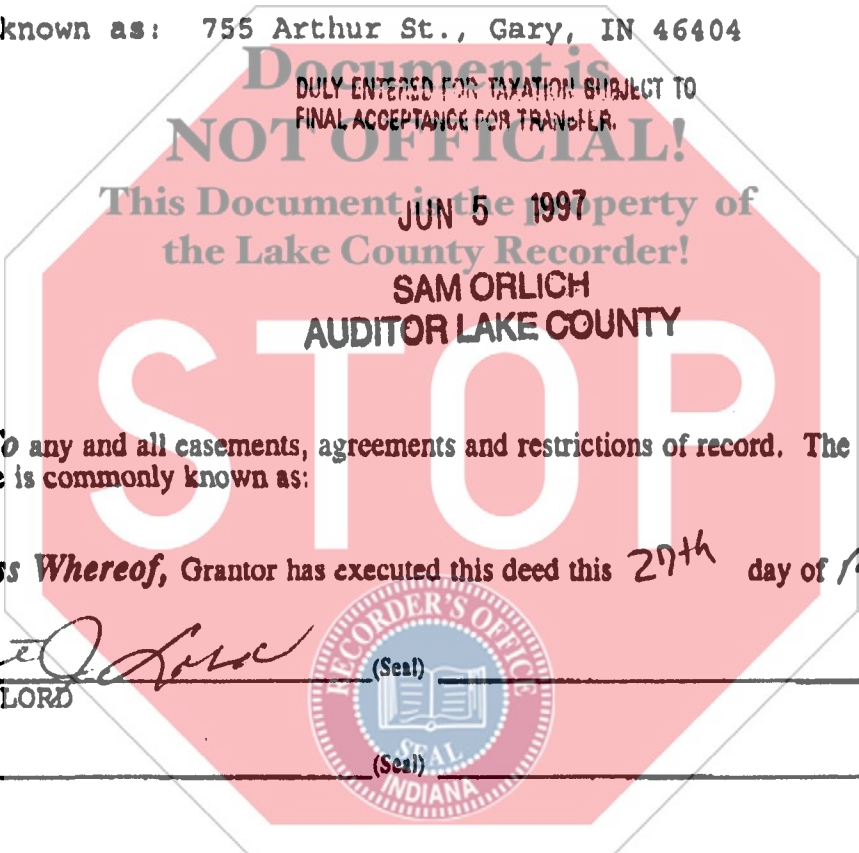 known as: 755 Arthur St., Gary, IN 46404
Document is
DULY ENTERED FOR TAXATION SUBJECT TO
FINAL ACCEPTANCE FOR TRANSFER.
NOT OFFICIAL!
This Document is the property of
JUN 5 1997
the Lake County Recorder!
SAM ORLICH
AUDITOR LAKE COUNTY
STOP
any and all easements, agreements and restrictions of record. The
is commonly known as:
Whereof, Grantor has executed this deed this 27th day of
Lord
(Seal)
LORD
(Seal)
RECORDER'S OFFICE
SEAL
INDIANA